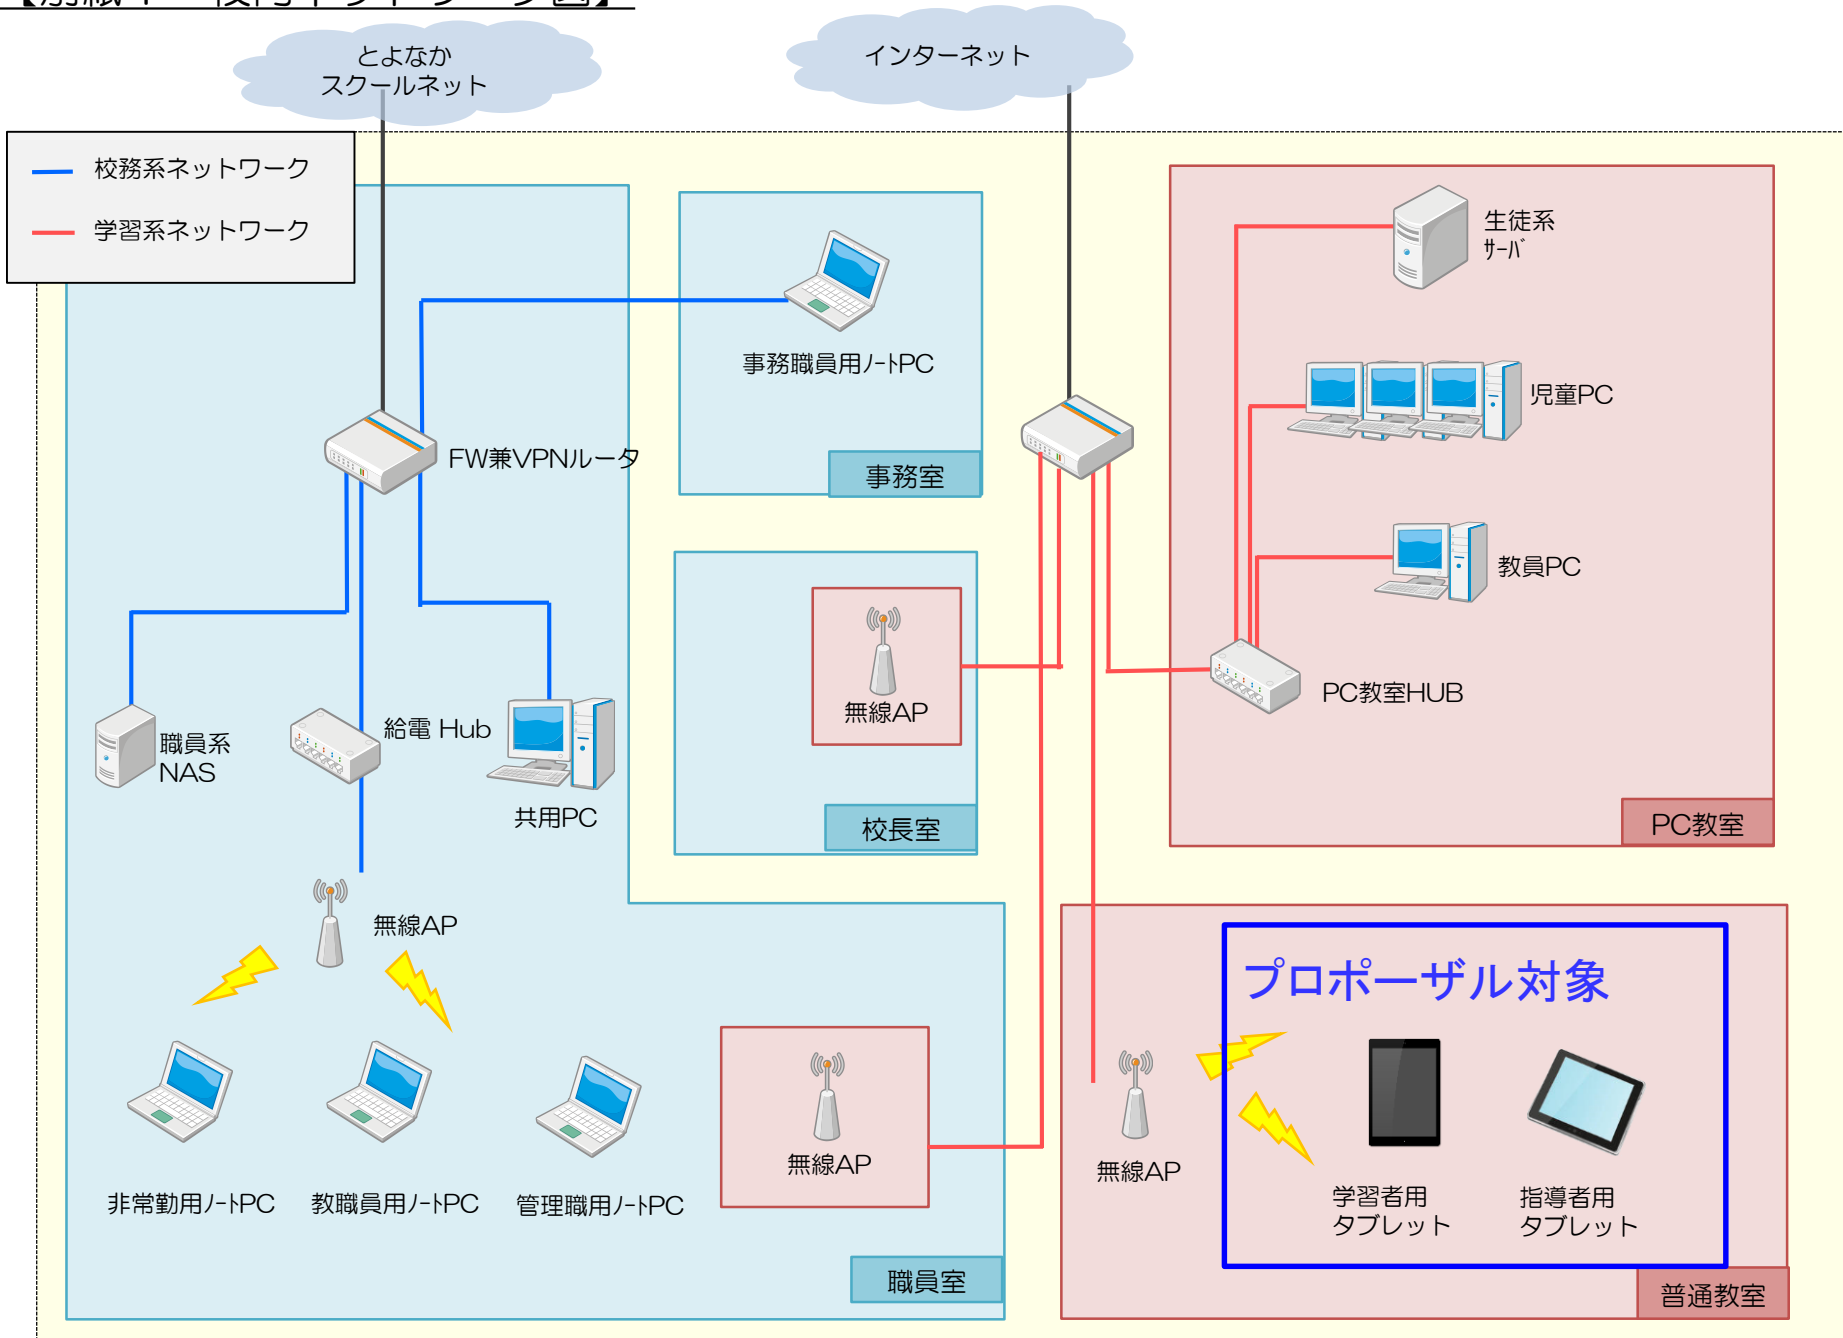 とよなか
スクールネット
インターネット
校務系ネットワーク
学習系ネットワーク
生徒系
ｻｰﾊﾞ
事務職員用ﾉｰﾄPC
児童PC
FW兼VPNルータ
事務室
教員PC
無線AP
PC教室HUB
給電 Hub
職員系
NAS
共用PC
校長室
PC教室
無線AP
プロポーザル対象
無線AP
無線AP
非常勤用ﾉｰﾄPC
教職員用ﾉｰﾄPC
管理職用ﾉｰﾄPC
学習者用
タブレット
指導者用
タブレット
職員室
普通教室